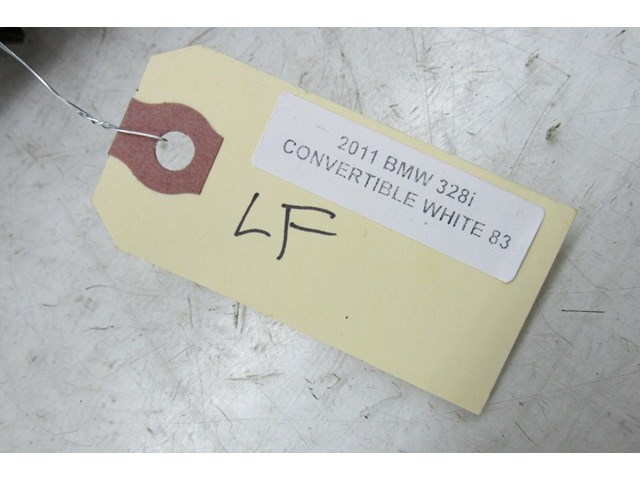 2011 BMW 328i
CONVERTIBLE WHITE 83
LF